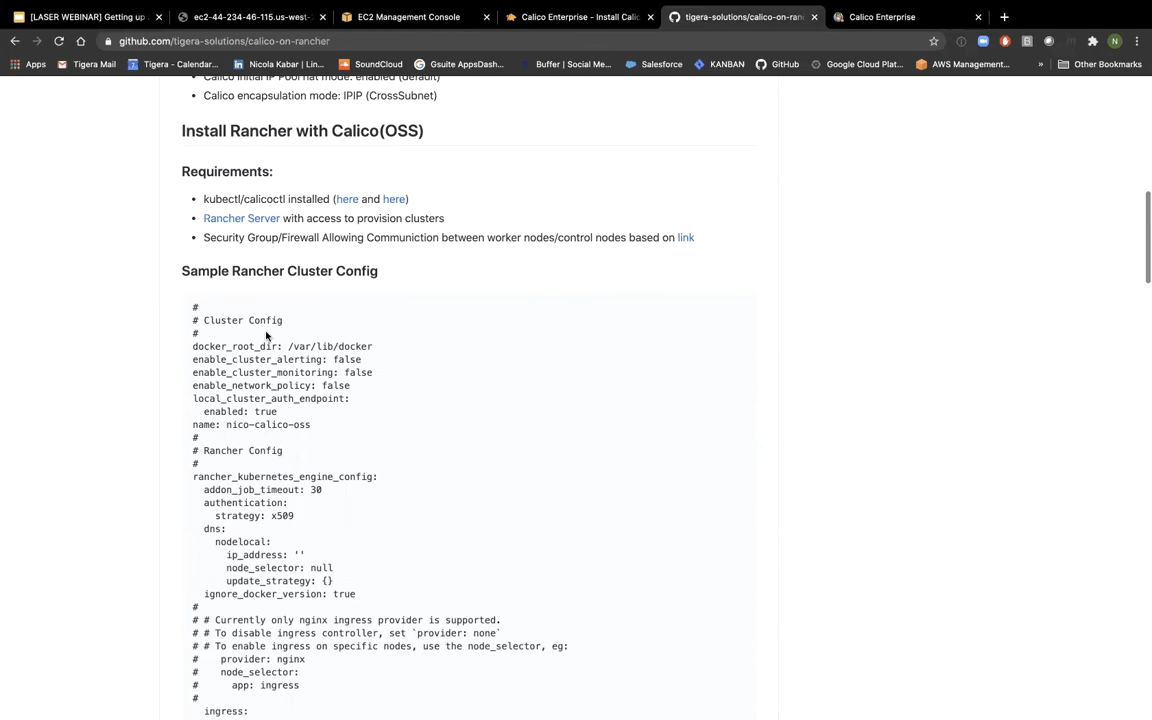 [LASER WEBINAR] Getting up a
ec2-44-234-46-115.us-west-
EC2 Management Console
Calico Enterprise - Install Calic
tigera-solutions/calico-on-ranc
Calico Enterprise
github.com/tigera-solutions/calico-on-rancher
N
Apps
Tigera Mail
Tigera - Calendar...
Nicola Kabar | Lin...
SoundCloud
Gsuite AppsDash...
Buffer | Social Me...
Salesforce
KANBAN
GitHub
Google Cloud Plat...
AWS Management...
»
Other Bookmarks
• Calico initial IP Pool nat mode: enabled (default)
• Calico encapsulation mode: IPIP (CrossSubnet)
Install Rancher with Calico(OSS)
Requirements:
• kubectl/calicoctl installed (here and here)
• Rancher Server with access to provision clusters
• Security Group/Firewall Allowing Communiction between worker nodes/control nodes based on link
Sample Rancher Cluster Config
#
# Cluster Config
#
docker_root_dir: /var/lib/docker
enable_cluster_alerting: false
enable_cluster_monitoring: false
enable_network_policy: false
local_cluster_auth_endpoint:
  enabled: true
name: nico-calico-oss
#
# Rancher Config
#
rancher_kubernetes_engine_config:
  addon_job_timeout: 30
  authentication:
    strategy: x509
  dns:
    nodelocal:
      ip_address: ''
      node_selector: null
      update_strategy: {}
  ignore_docker_version: true
#
# # Currently only nginx ingress provider is supported.
# # To disable ingress controller, set `provider: none`
# # To enable ingress on specific nodes, use the node_selector, eg:
#    provider: nginx
#    node_selector:
#      app: ingress
#
  ingress: